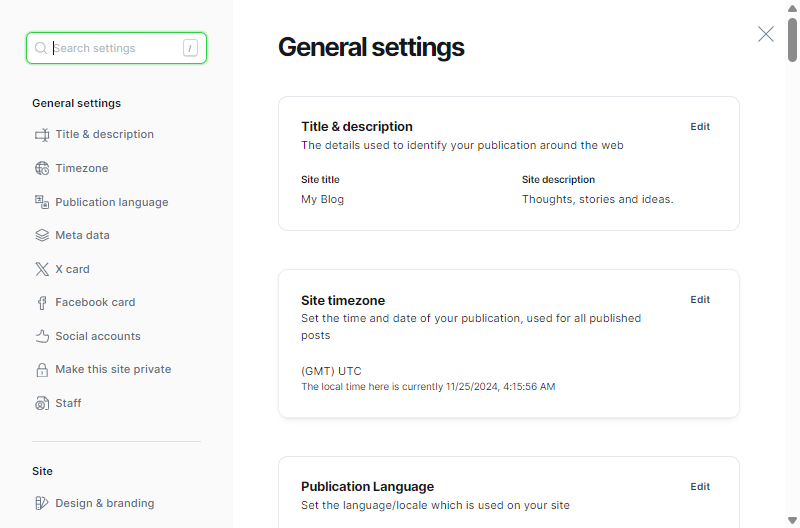 Search settings /
General settings
Title & description
Timezone
Publication language
Meta data
X card
Facebook card
Social accounts
Make this site private
Staff
Site
Design & branding
General settings
Title & description
Edit
The details used to identify your publication around the web
Site title
Site description
My Blog
Thoughts, stories and ideas.
Site timezone
Edit
Set the time and date of your publication, used for all published
posts
(GMT) UTC
The local time here is currently 11/25/2024, 4:15:56 AM
Publication Language
Edit
Set the language/locale which is used on your site